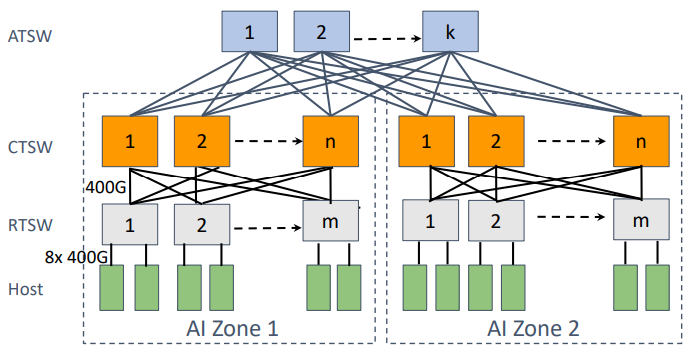 ATSW
1 2 k
CTSW
1 2 n 1 2 n
400G
RTSW
1 2 m 1 2 m
8x 400G
Host
AI Zone 1 AI Zone 2